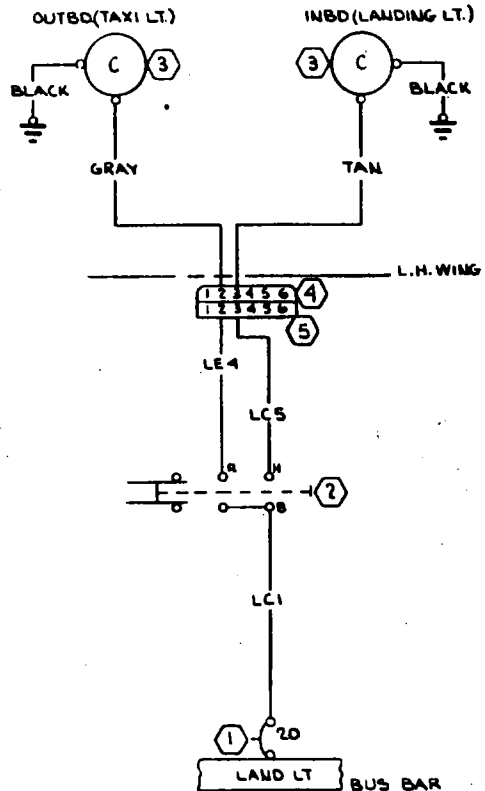 OUTBD (TAXI LT.) INBD (LANDING LT.)
C 3 3 C
BLACK BLACK
GRAY TAN
L.H. WING
1 2 3 4 5 6 4
1 2 3 4 5 6 5
LE4
LC5
R H
2
B
LC1
1 20
LAND LT BUS BAR